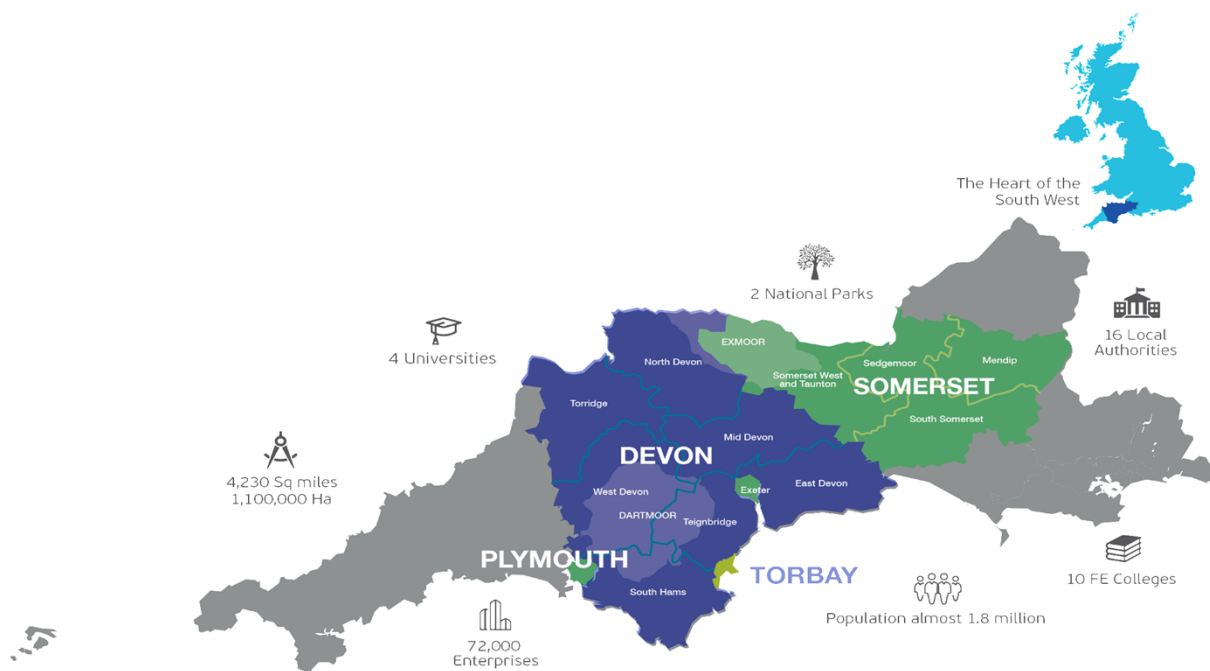 The Heart of the
South West
2 National Parks
16 Local
Authorities
4 Universities
EXMOOR
North Devon
Sedgemoor
Mendip
Somerset West
and Taunton
SOMERSET
Torridge
South Somerset
Mid Devon
DEVON
4,230 Sq miles
1,100,000 Ha
West Devon
Exeter
East Devon
DARTMOOR
Teignbridge
PLYMOUTH
TORBAY
10 FE Colleges
South Hams
Population almost 1.8 million
72,000
Enterprises